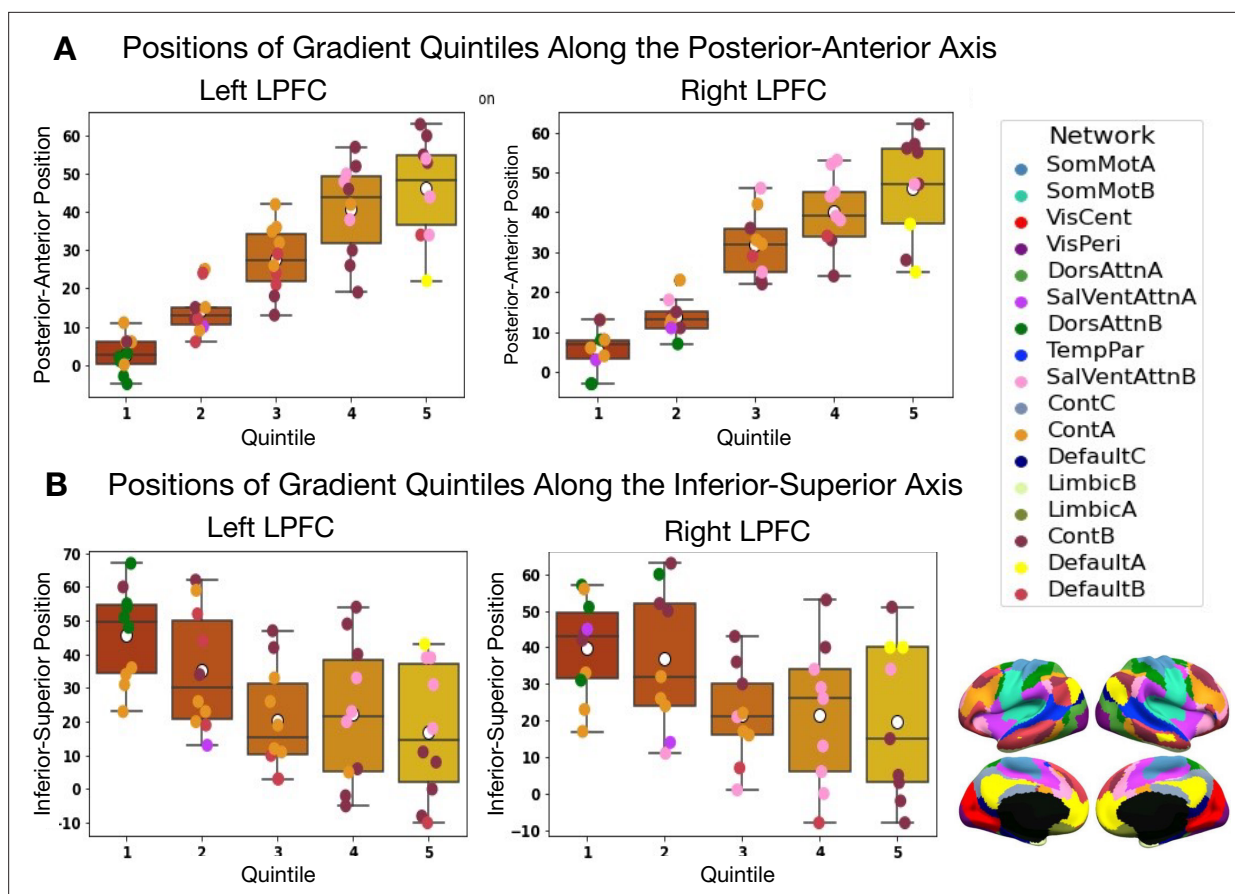 A Positions of Gradient Quintiles Along the Posterior-Anterior Axis
Left LPFC
on
Right LPFC
Posterior-Anterior Position
60
50
40
30
20
10
0
1 2 3 4 5
Quintile
Posterior-Anterior Position
60
50
40
30
20
10
0
1 2 3 4 5
Quintile
Network
SomMotA
SomMotB
VisCent
VisPeri
DorsAttnA
SalVentAttnA
DorsAttnB
TempPar
SalVentAttnB
ContC
ContA
DefaultC
LimbicB
LimbicA
ContB
DefaultA
DefaultB
B Positions of Gradient Quintiles Along the Inferior-Superior Axis
Left LPFC
Right LPFC
Inferior-Superior Position
70
60
50
40
30
20
10
0
-10
1 2 3 4 5
Quintile
Inferior-Superior Position
60
50
40
30
20
10
0
−10
1 2 3 4 5
Quintile